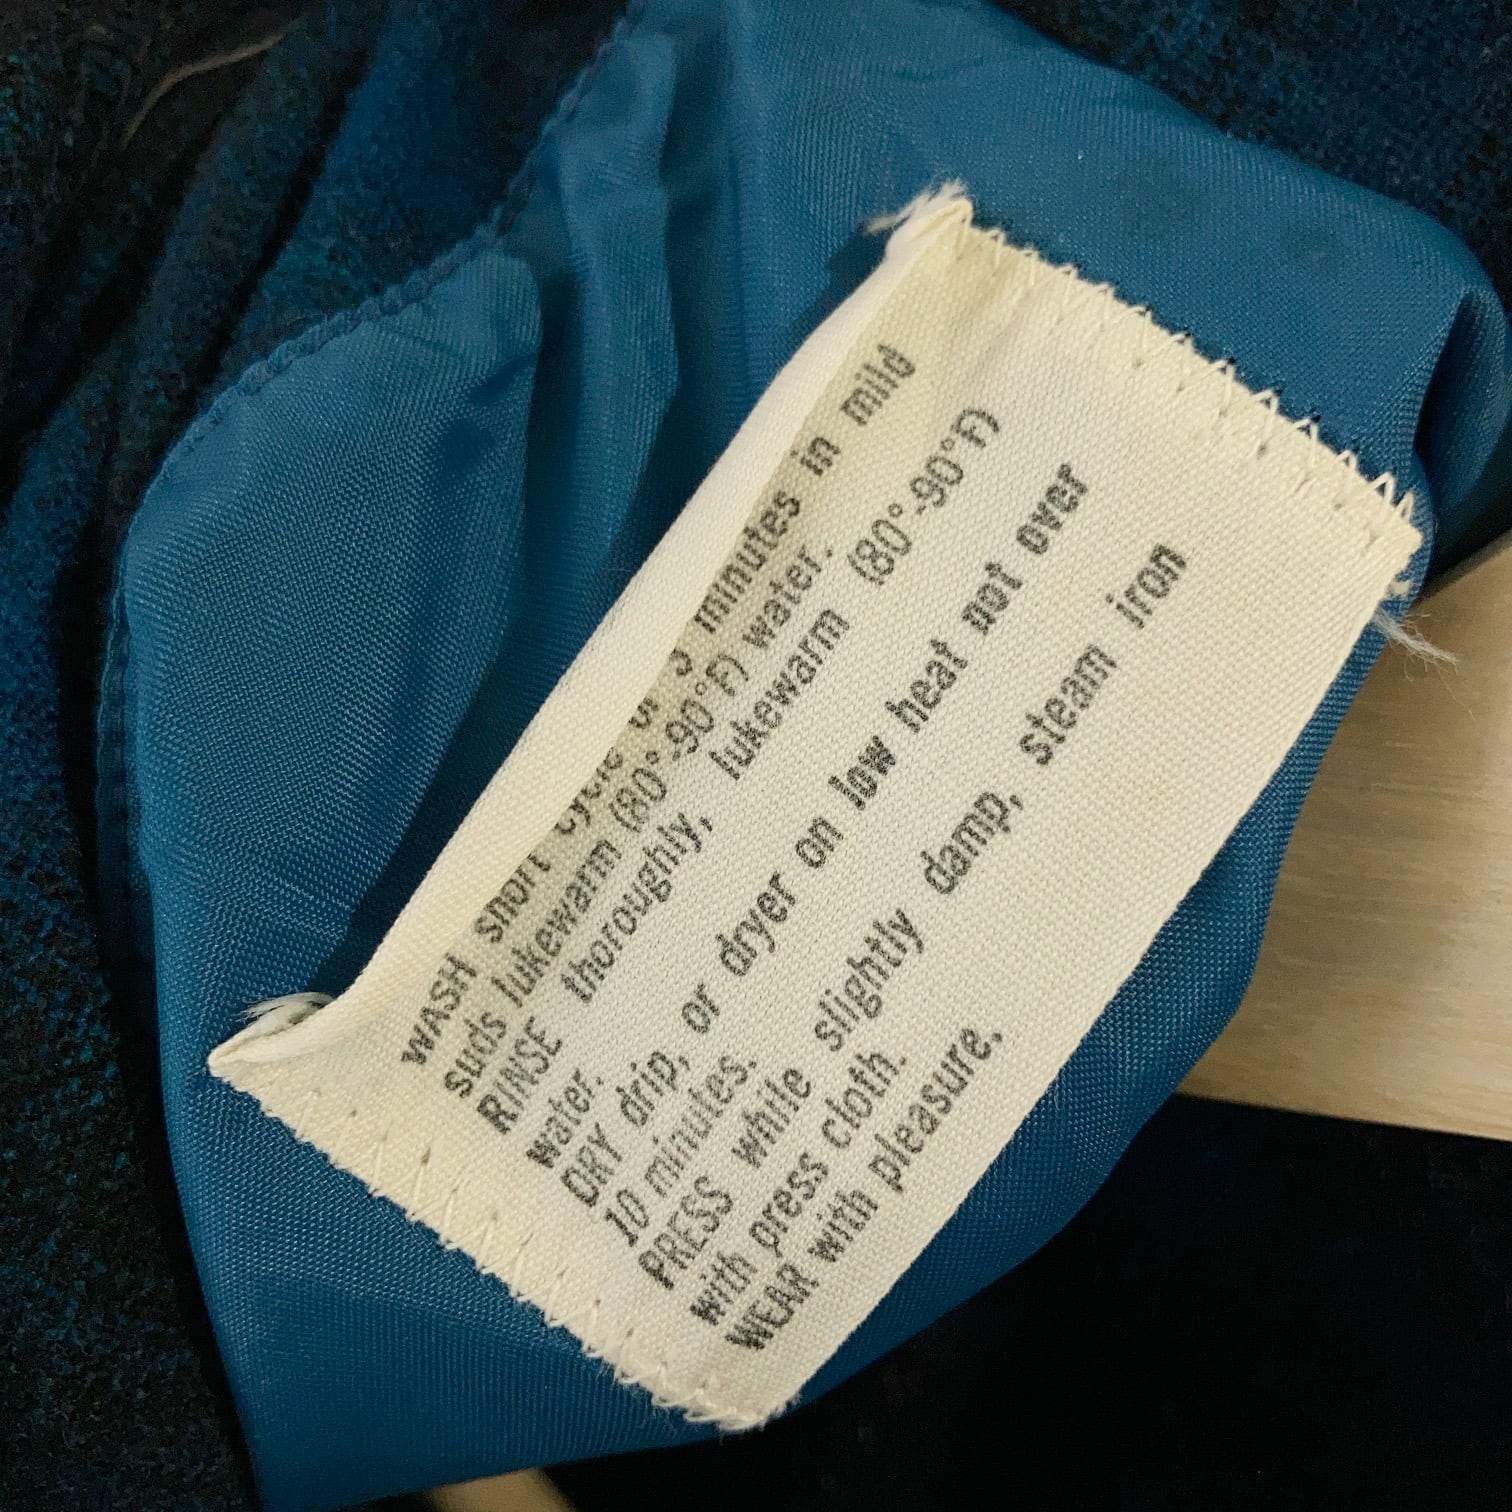 WASH short cycle or 3 minutes in mild
suds lukewarm (80°-90°F) water.
RINSE thoroughly, lukewarm (80°-90°F)
water.
DRY drip, or dryer on low heat not over
10 minutes.
PRESS while slightly damp, steam iron
with press cloth.
WEAR with pleasure.